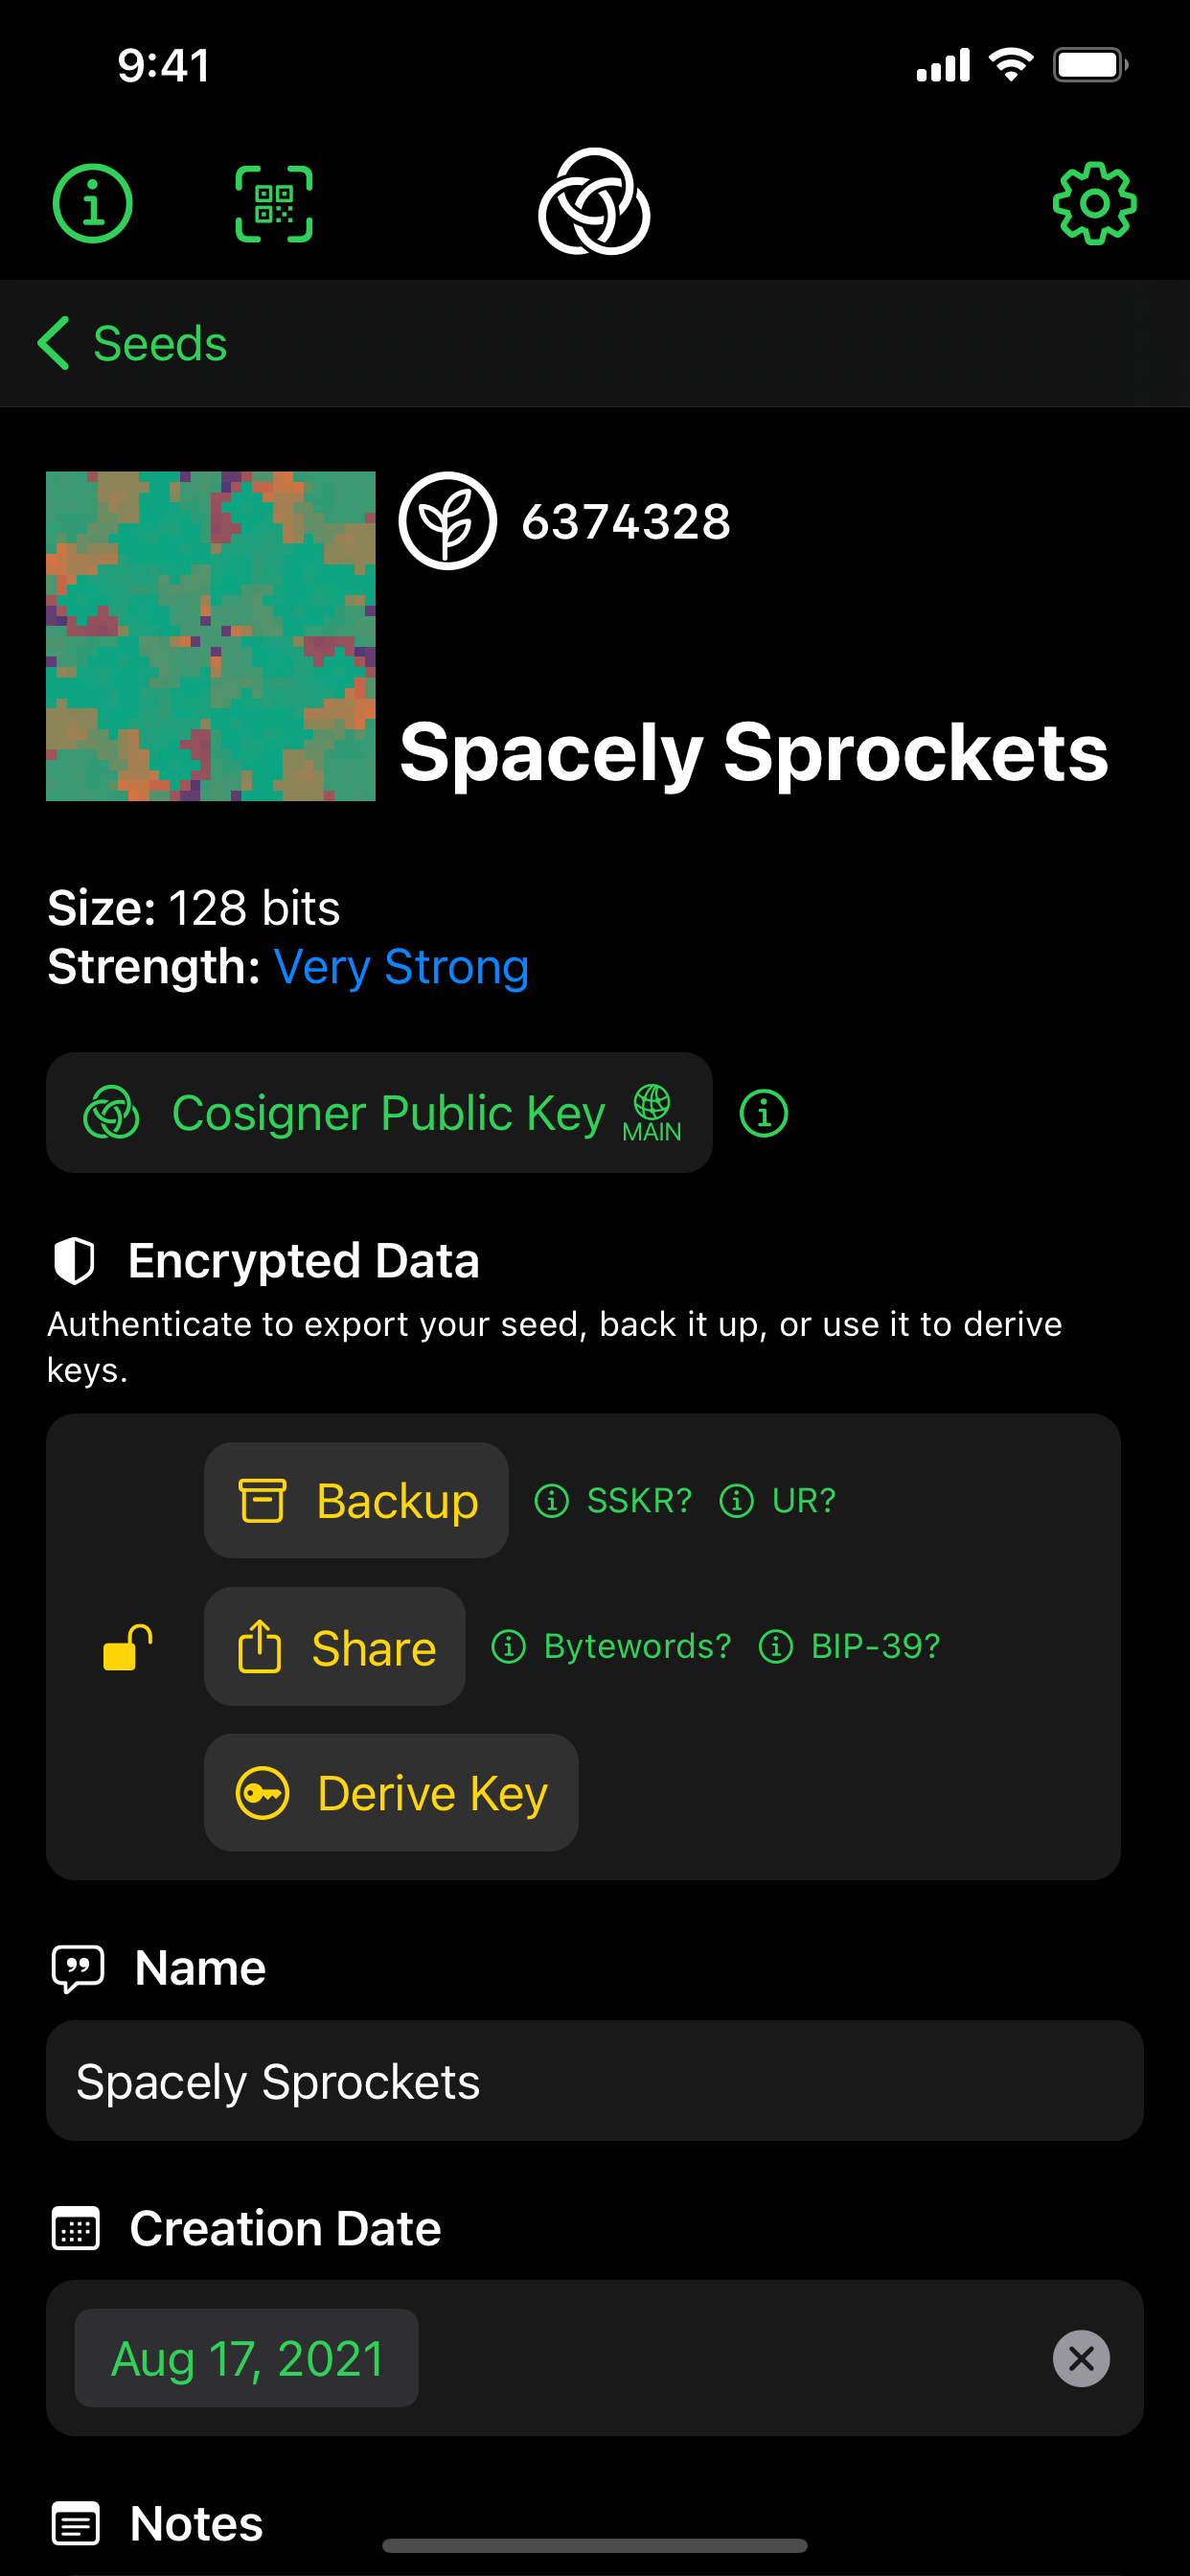 9:41
Seeds
6374328
Spacely Sprockets
Size: 128 bits
Strength: Very Strong
Cosigner Public Key MAIN
Encrypted Data
Authenticate to export your seed, back it up, or use it to derive
keys.
Backup SSKR? UR?
Share Bytewords? BIP-39?
Derive Key
Name
Spacely Sprockets
Creation Date
Aug 17, 2021
Notes